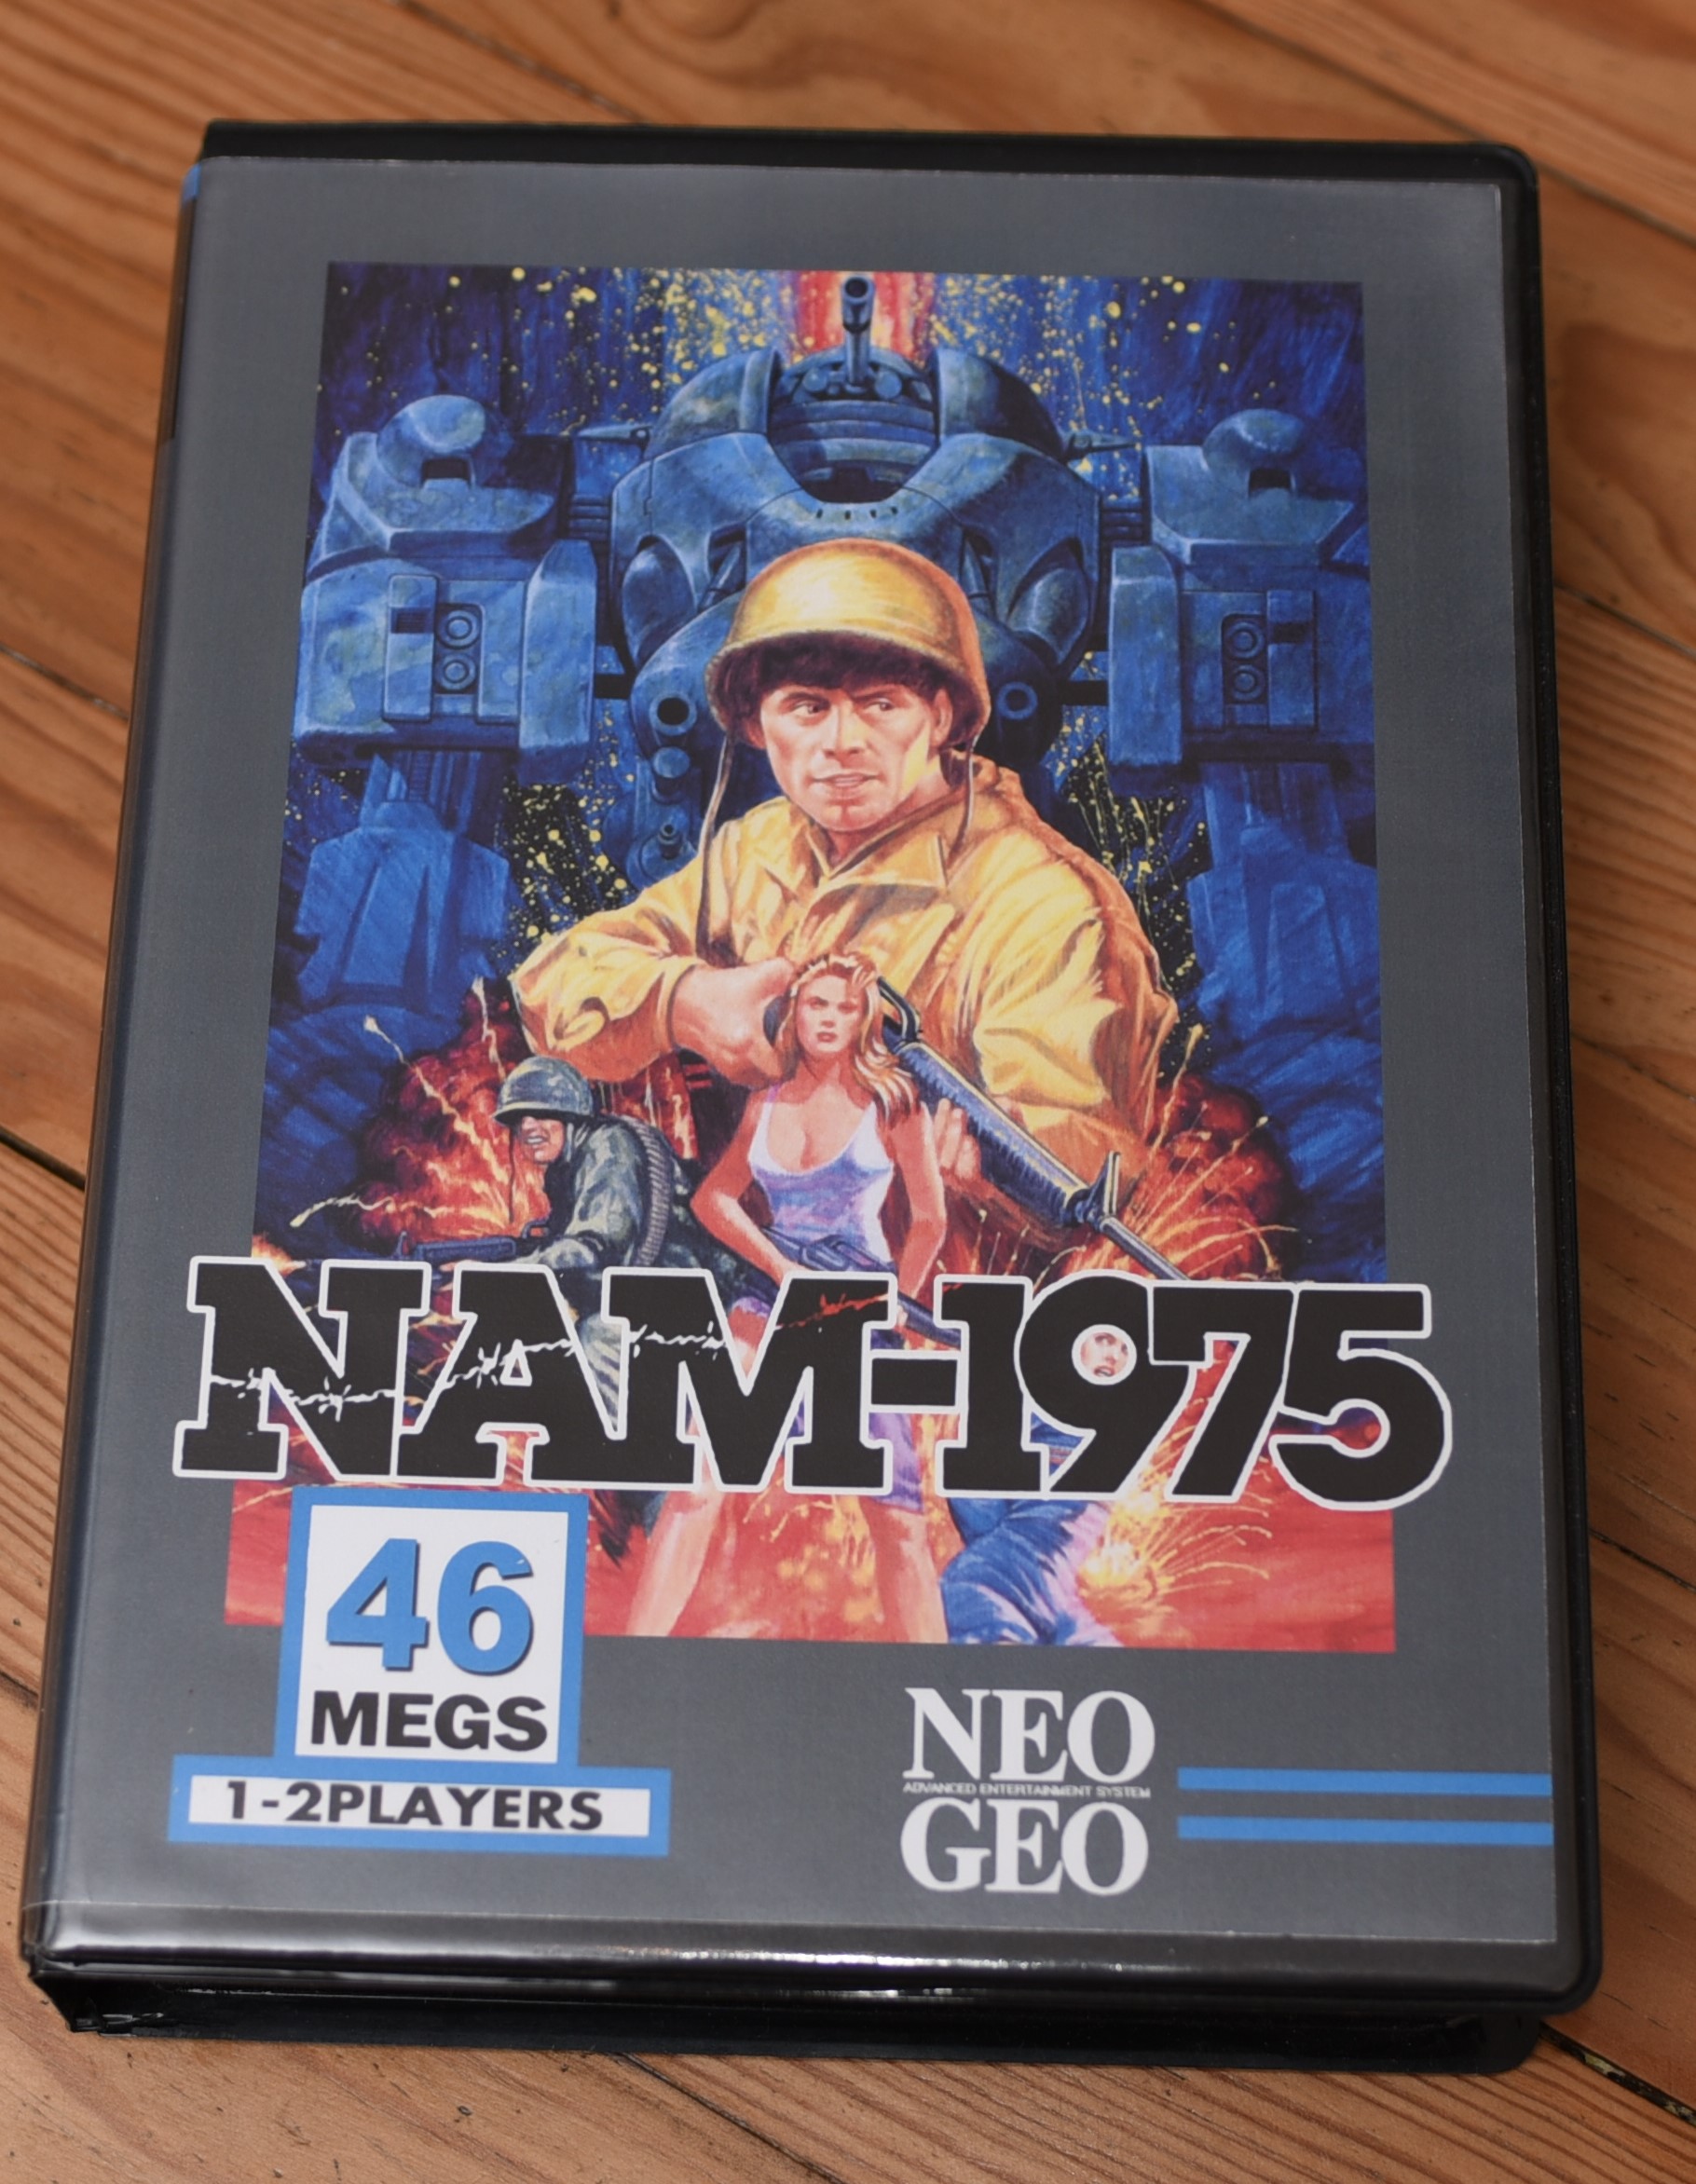 NAM-1975
46
MEGS
1-2PLAYERS
NEO
ADVANCED ENTERTAINMENT SYSTEM
GEO